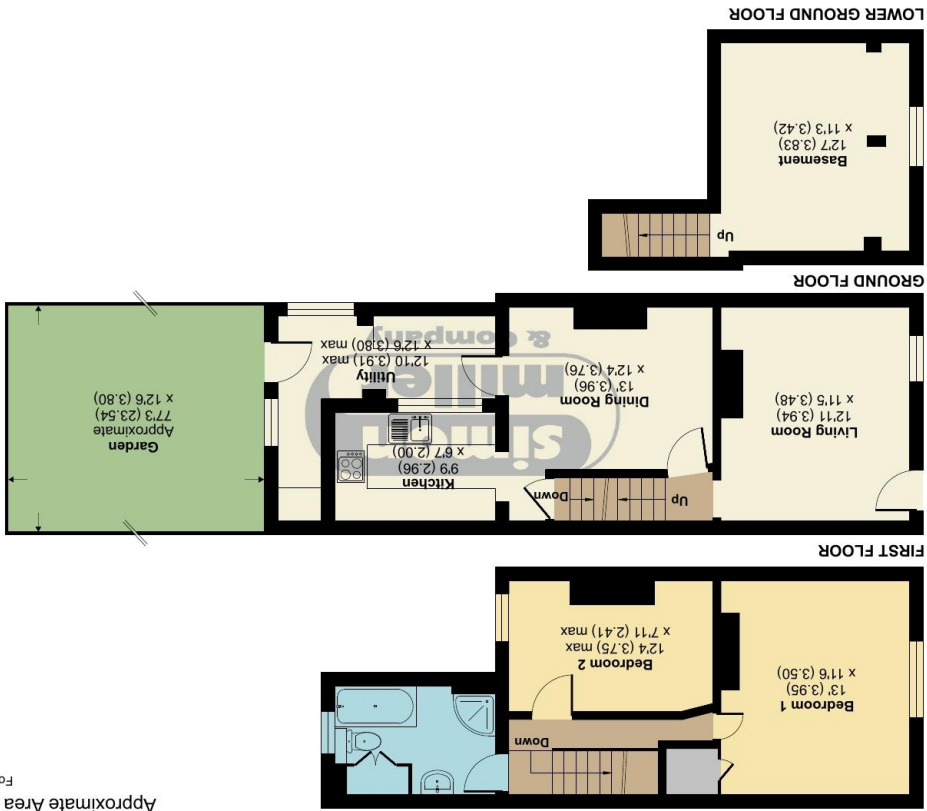 Approximate Area
Fo
Down
Bedroom 1
13' (3.95)
x 11'6 (3.50)
Bedroom 2
12'4 (3.75) max
x 7'11 (2.41) max
FIRST FLOOR
Up
Down
Living Room
12'11 (3.94)
x 11'5 (3.48)
Dining Room
13' (3.96)
x 12'4 (3.76)
Kitchen
9'9 (2.96)
x 6'7 (2.00)
Utility
12'10 (3.91) max
x 12'6 (3.80) max
Garden
Approximate
77'3 (23.54)
x 12'6 (3.80)
simon
miller
& company
GROUND FLOOR
Up
Basement
12'7 (3.83)
x 11'3 (3.42)
LOWER GROUND FLOOR